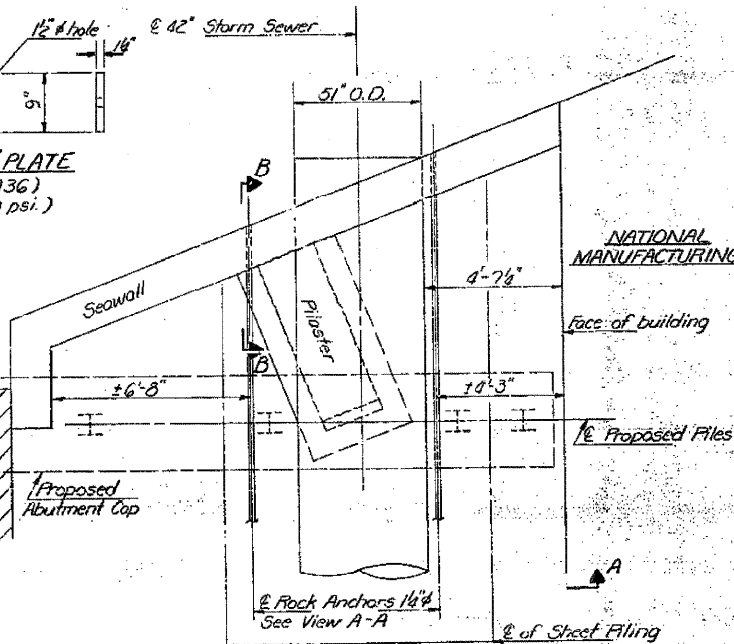 1½"ø hole
1¼"
9"
PLATE
A36)
psi.)
℄ 42" Storm Sewer
51" O.D.
B
NATIONAL
MANUFACTURING
4'-7½"
Seawall
Pilaster
Face of building
B
±6'-8"
±4'-3"
℄ Proposed Piles
Proposed
Abutment Cap
A
℄ Rock Anchors 1¼"ø
See View A-A
℄ of Sheet Piling